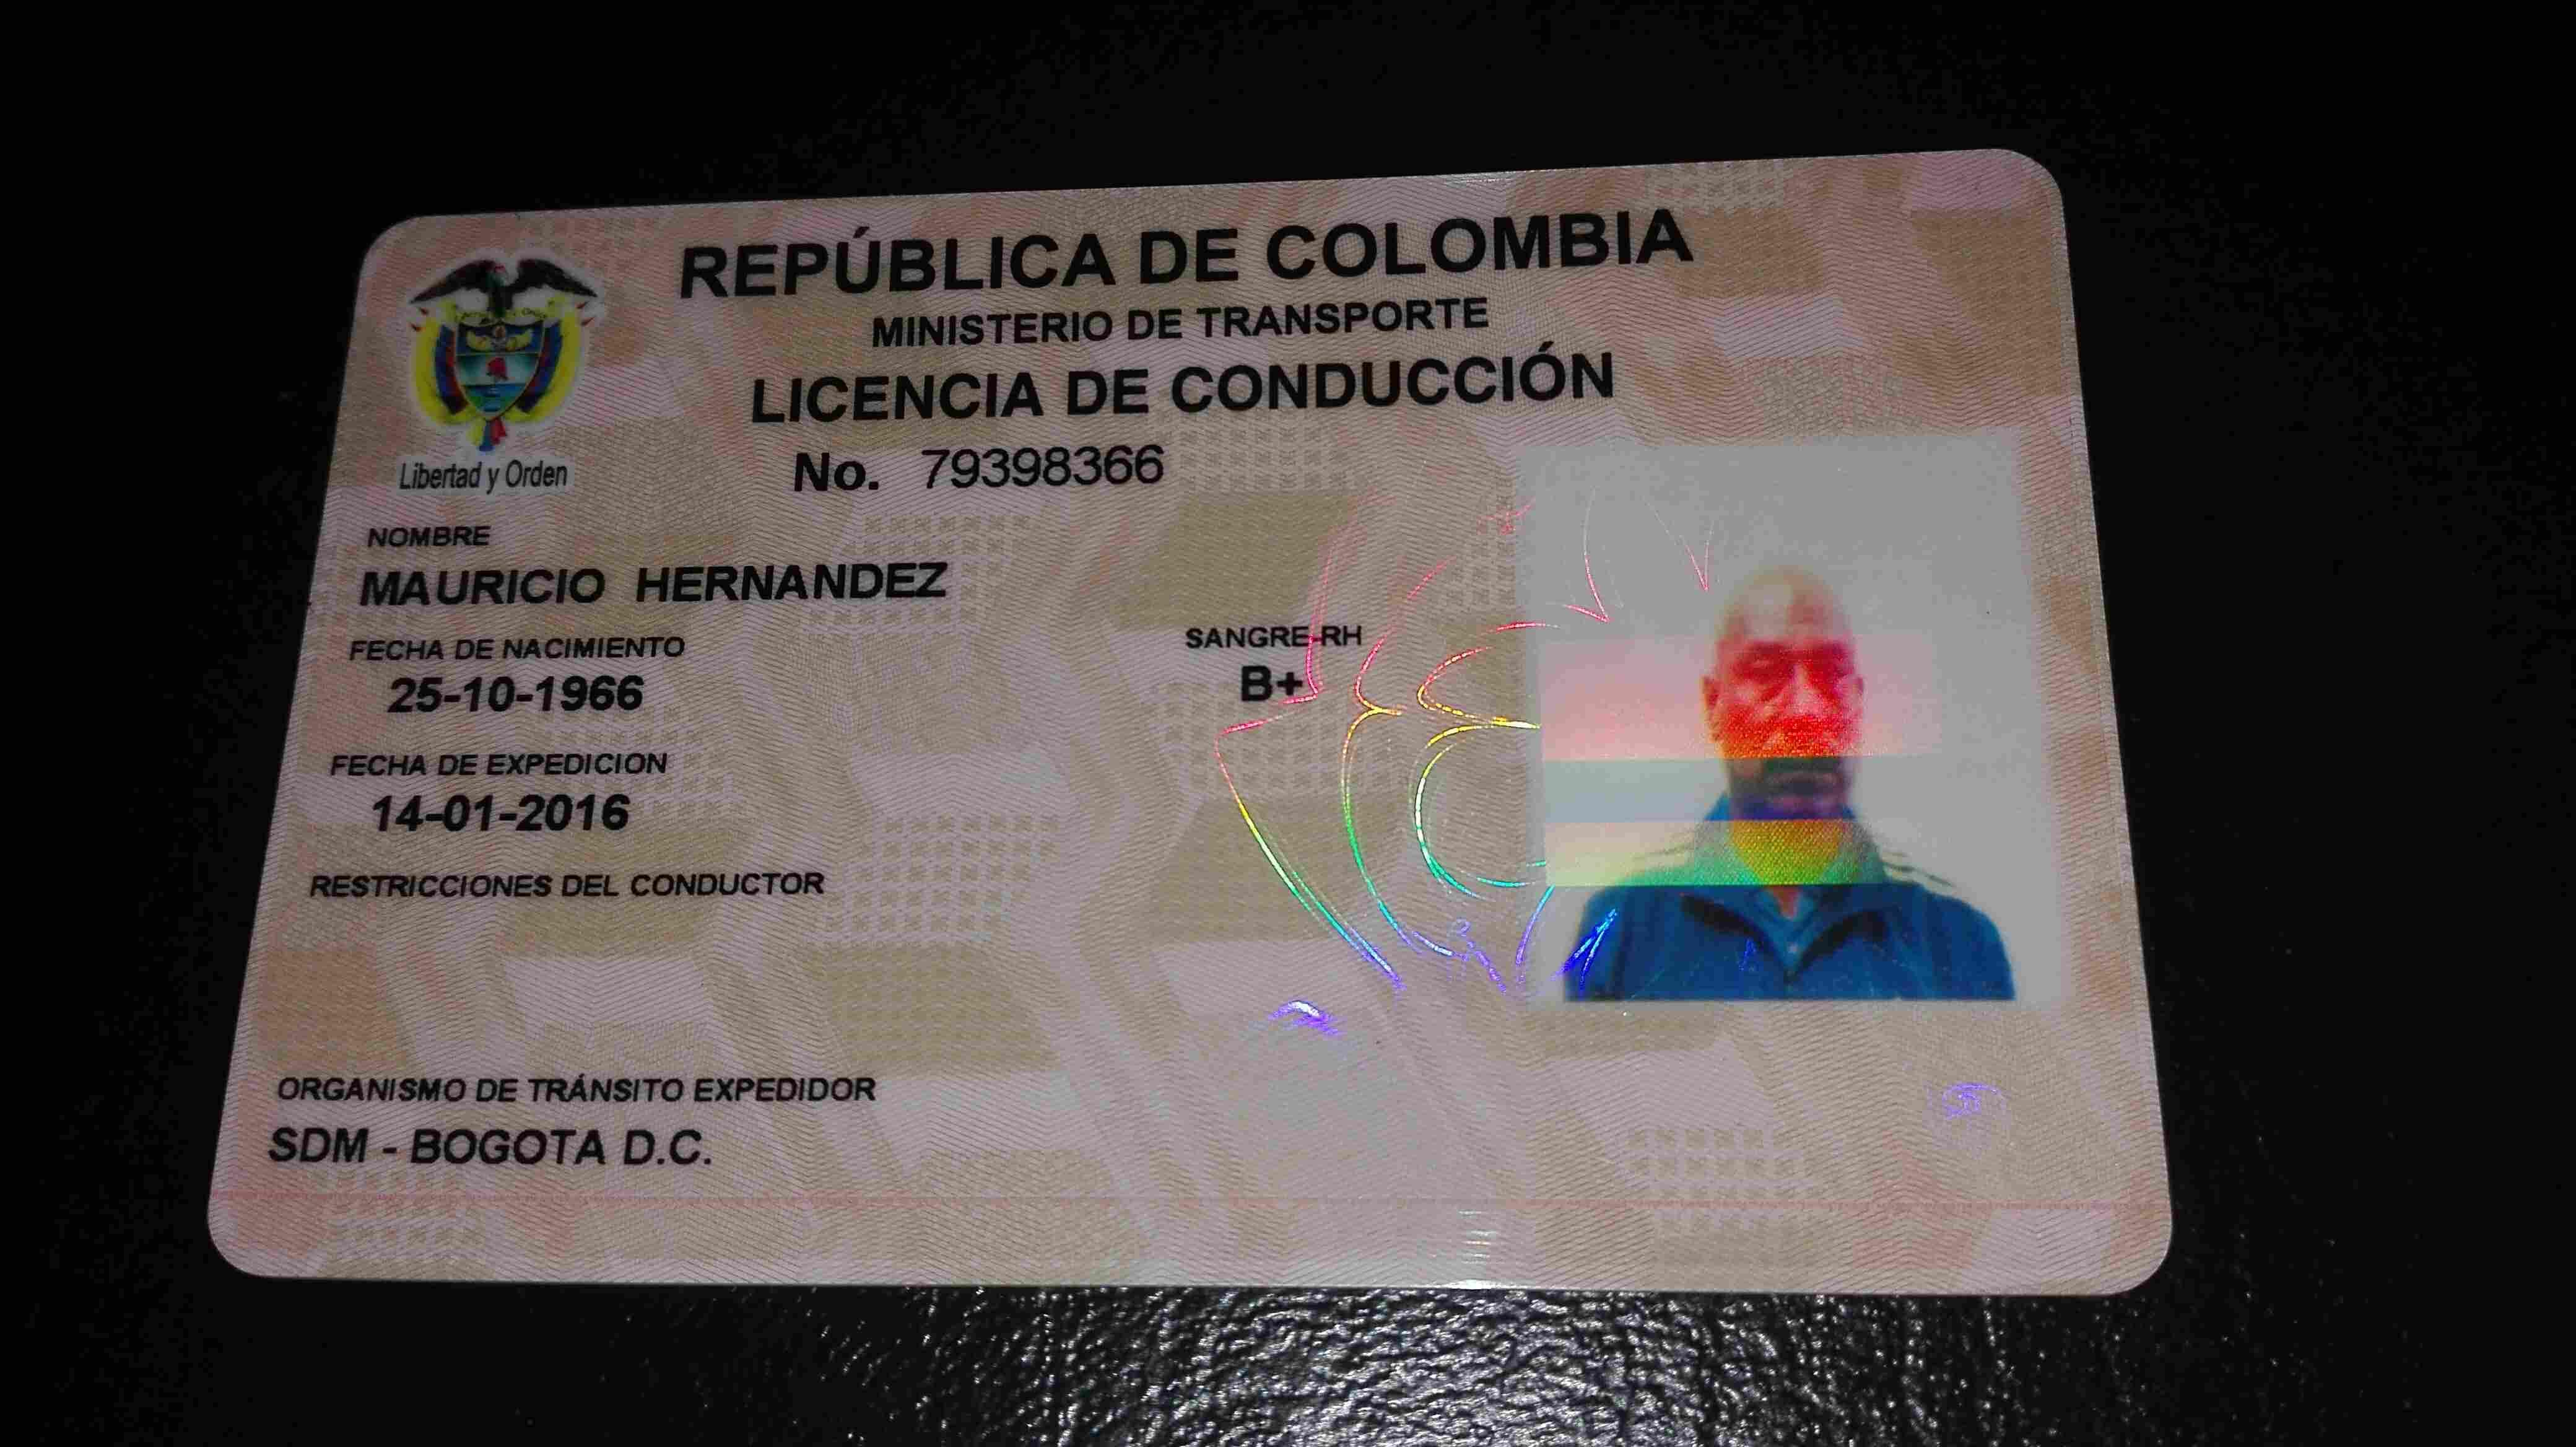 REPÚBLICA DE COLOMBIA
MINISTERIO DE TRANSPORTE
LICENCIA DE CONDUCCIÓN
No. 79398366
Libertad y Orden
NOMBRE
MAURICIO HERNANDEZ
FECHA DE NACIMIENTO
25-10-1966
SANGRE-RH
B+
FECHA DE EXPEDICION
14-01-2016
RESTRICCIONES DEL CONDUCTOR
ORGANISMO DE TRÁNSITO EXPEDIDOR
SDM - BOGOTA D.C.